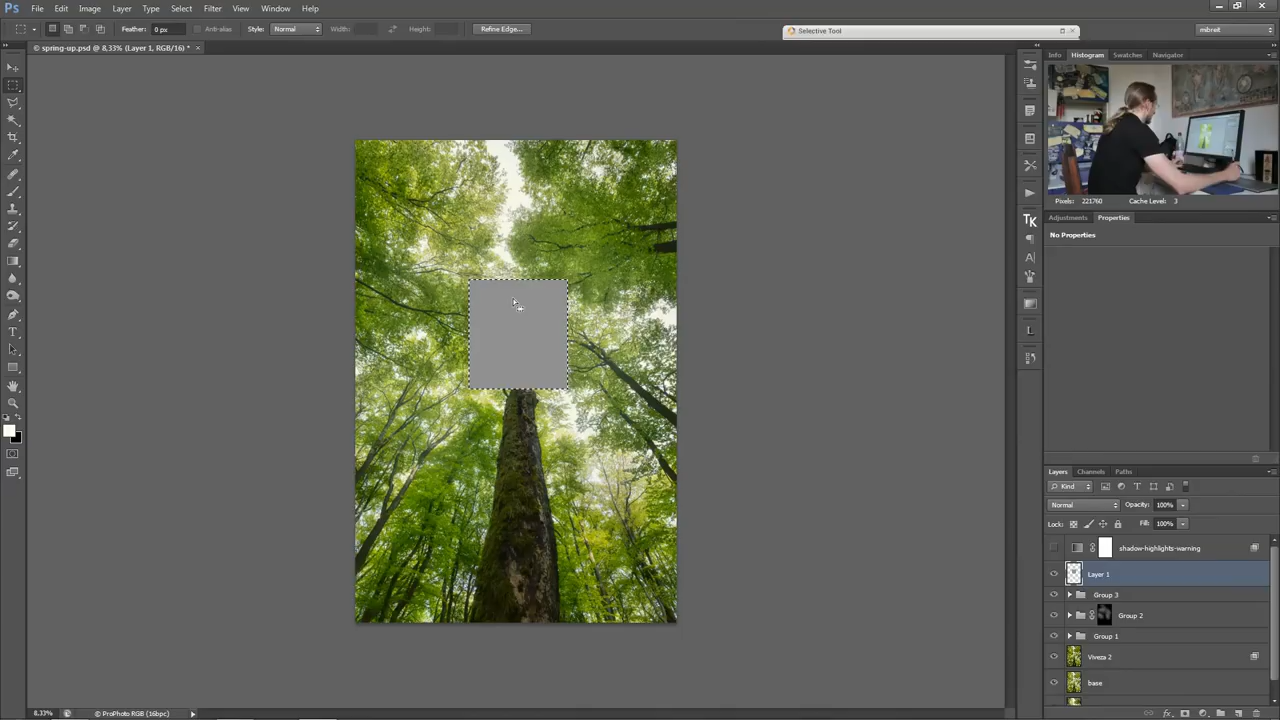 Ps File Edit Image Layer Type Select Filter View Window Help
Feather: 0 px Anti-alias Style: Normal Width: Height: Refine Edge... Selective Tool mibreit
© spring-up.psd @ 8,33% (Layer 1, RGB/16) * ×
Info Histogram Swatches Navigator
Pixels: 221760 Cache Level: 3
Adjustments Properties
No Properties
Layers Channels Paths
Kind
Normal Opacity: 100%
Lock: Fill: 100%
shadow-highlights-warning
Layer 1
Group 3
Group 2
Group 1
Viveza 2
base
8.33% © ProPhoto RGB (16bpc)